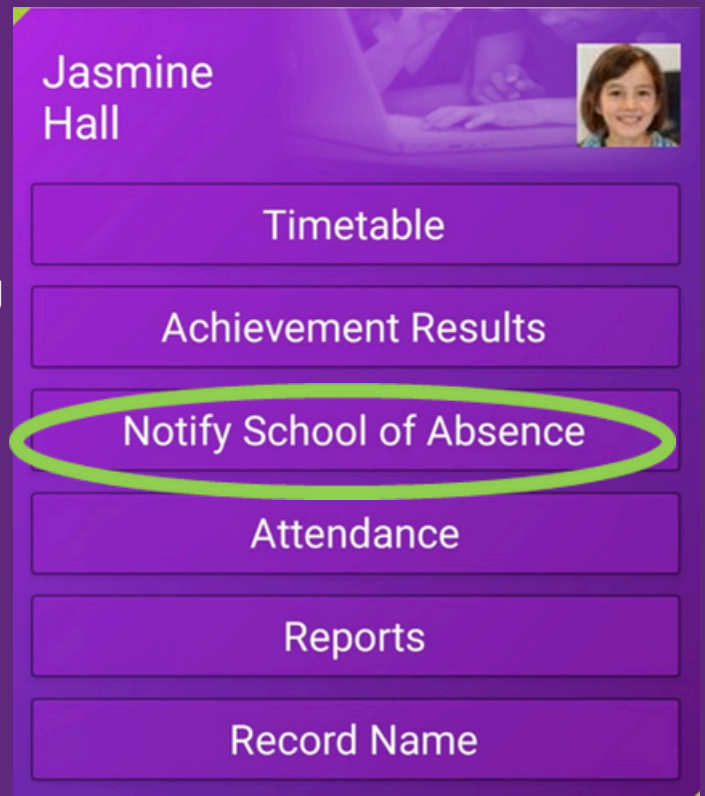 Jasmine
Hall
Timetable
Achievement Results
Notify School of Absence
Attendance
Reports
Record Name